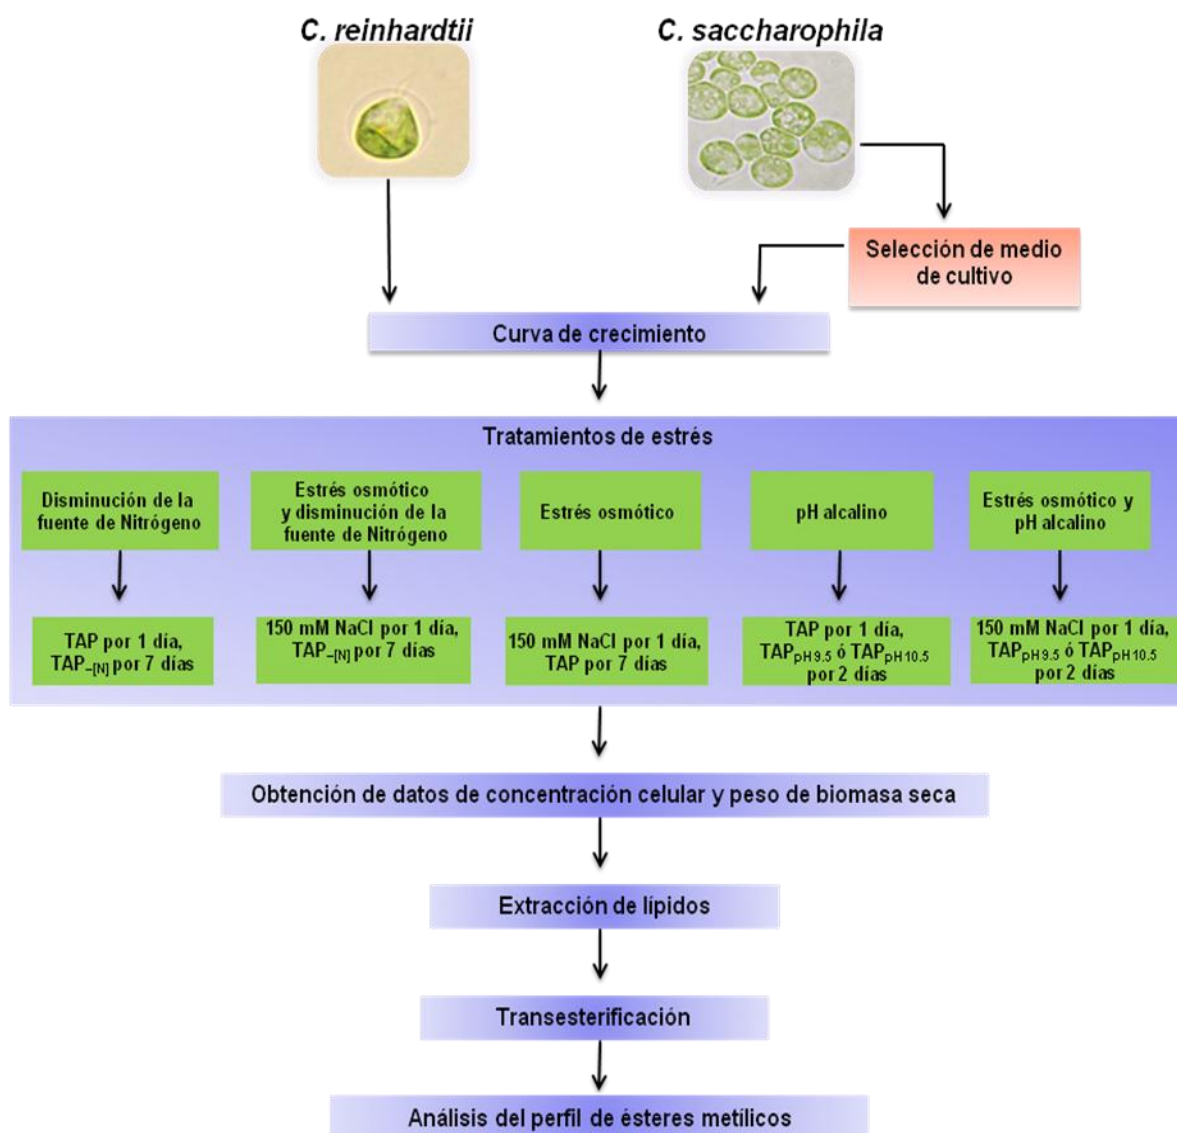 C. reinhardtii
C. saccharophila
Selección de medio
de cultivo
Curva de crecimiento
Tratamientos de estrés
Disminución de la
fuente de Nitrógeno
Estrés osmótico
y disminución de la
fuente de Nitrógeno
Estrés osmótico
pH alcalino
Estrés osmótico y
pH alcalino
TAP por 1 día,
TAP–[N] por 7 días
150 mM NaCl por 1 día,
TAP–[N] por 7 días
150 mM NaCl por 1 día,
TAP por 7 días
TAP por 1 día,
TAPpH 9.5 ó TAPpH 10.5
por 2 días
150 mM NaCl por 1 día,
TAPpH 9.5 ó TAPpH 10.5
por 2 días
Obtención de datos de concentración celular y peso de biomasa seca
Extracción de lípidos
Transesterificación
Análisis del perfil de ésteres metílicos